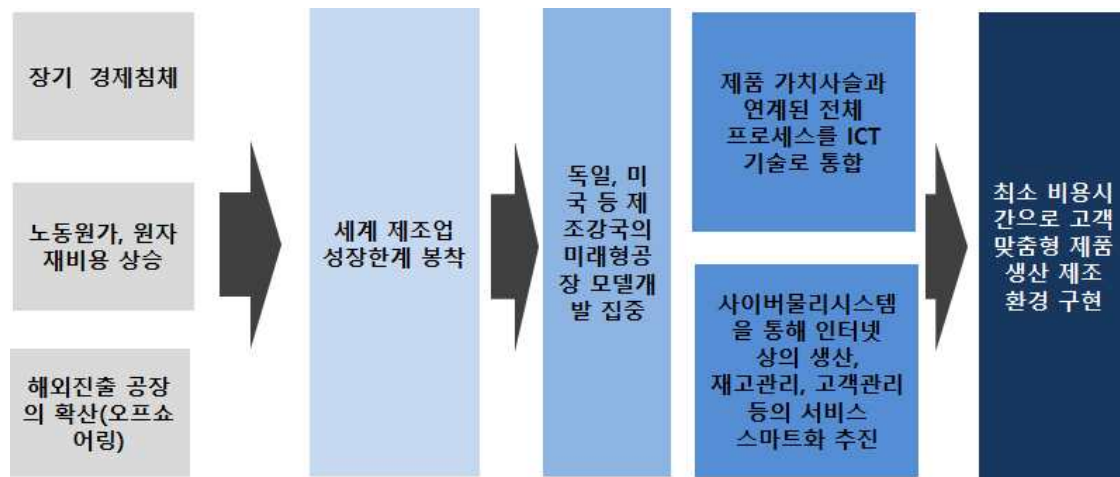 장기 경제침체
노동원가, 원자
재비용 상승
해외진출 공장
의 확산(오프쇼
어링)
세계 제조업
성장한계 봉착
독일, 미
국 등 제
조강국의
미래형공
장 모델개
발 집중
제품 가치사슬과
연계된 전체
프로세스를 ICT
기술로 통합
사이버물리시스템
을 통해 인터넷
상의 생산,
재고관리, 고객관리
등의 서비스
스마트화 추진
최소 비용시
간으로 고객
맞춤형 제품
생산 제조
환경 구현